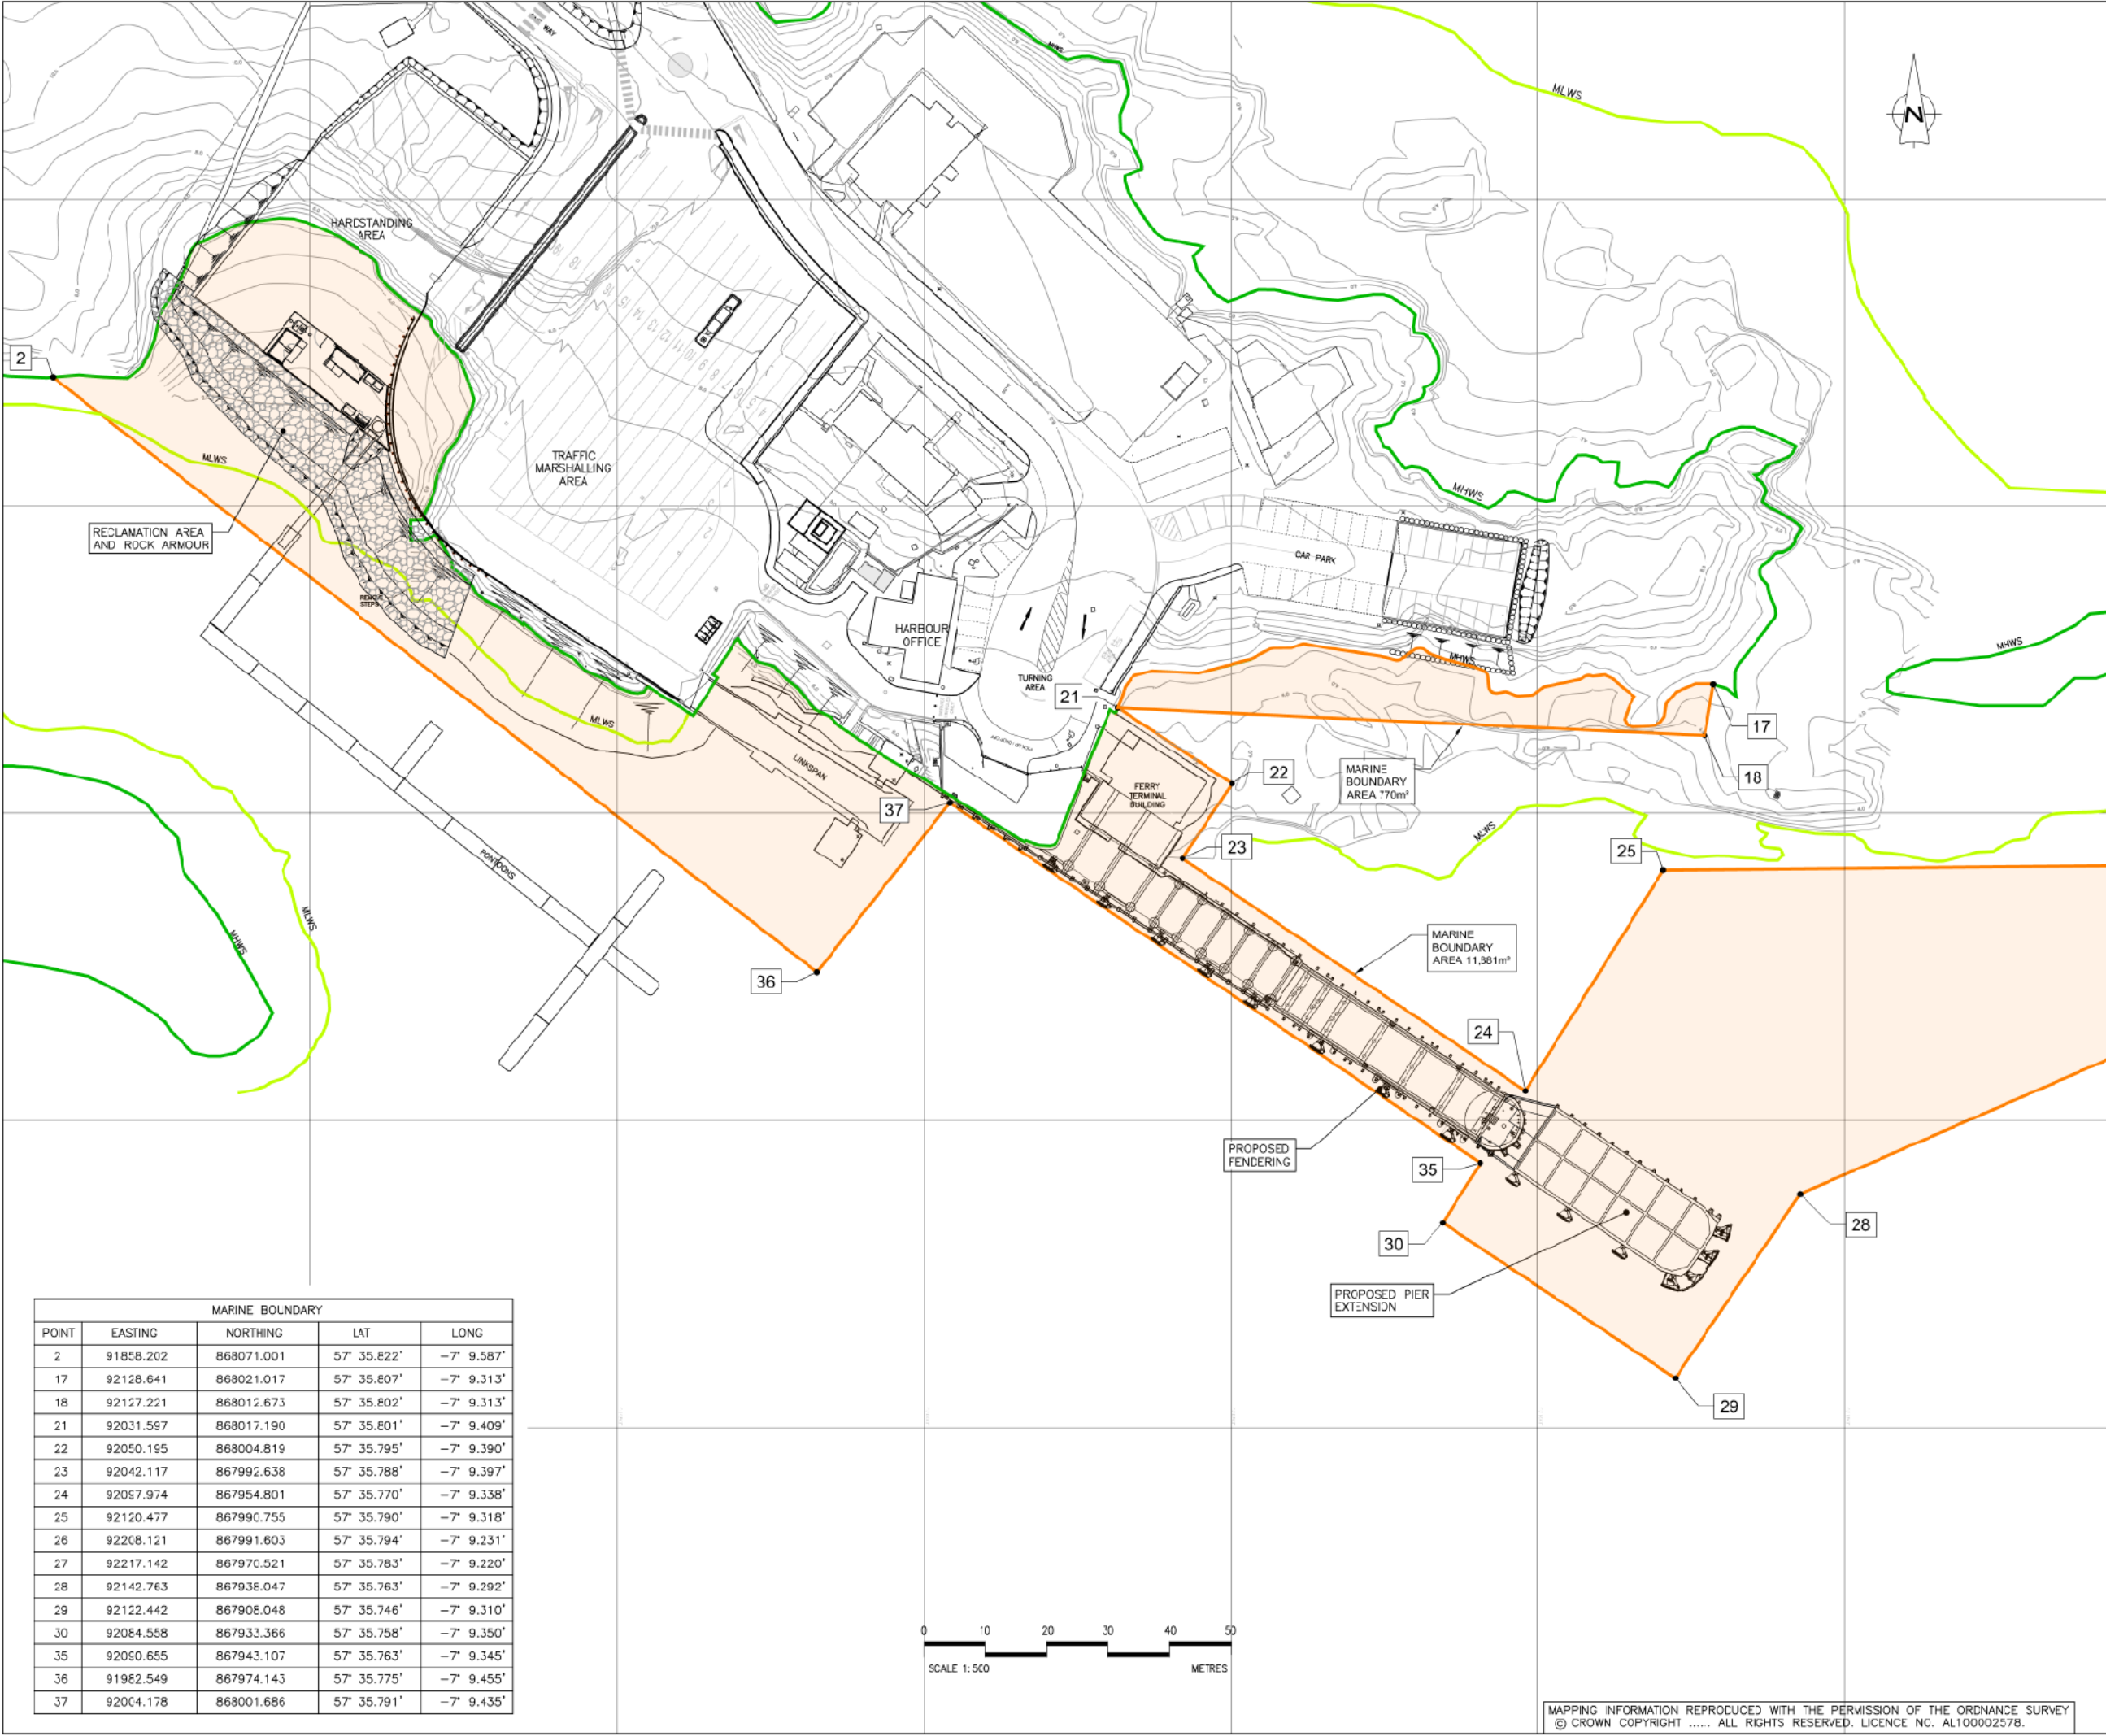 MHWS
MLWS
N
HARDSTANDING
AREA
2
MLWS
TRAFFIC
MARSHALLING
AREA
RECLAMATION AREA
AND ROCK ARMOUR
REMOVE
STEPS
MHWS
CAR PARK
HARBOUR
OFFICE
TURNING
AREA
MHWS
MHWS
21
17
MLWS
LINKSPAN
22
MARINE
BOUNDARY
AREA 770m²
18
FERRY
TERMINAL
BUILDING
37
23
MLWS
25
PONTOONS
MLWS
MHWS
MARINE
BOUNDARY
AREA 11,881m²
36
24
PROPOSED
FENDERING
35
30
28
PROPOSED PIER
EXTENSION
29
MARINE BOUNDARY
POINT EASTING NORTHING LAT LONG
2 91858.202 868071.001 57° 35.822' -7° 9.587'
17 92128.641 868021.017 57° 35.807' -7° 9.313'
18 92127.221 868012.673 57° 35.802' -7° 9.313'
21 92031.597 868017.190 57° 35.801' -7° 9.409'
22 92050.195 868004.819 57° 35.795' -7° 9.390'
23 92042.117 867992.638 57° 35.788' -7° 9.397'
24 92097.974 867954.801 57° 35.770' -7° 9.338'
25 92120.477 867990.755 57° 35.790' -7° 9.318'
26 92208.121 867991.603 57° 35.794' -7° 9.231'
27 92217.142 867970.521 57° 35.783' -7° 9.220'
28 92142.763 867938.047 57° 35.763' -7° 9.292'
29 92122.442 867908.048 57° 35.746' -7° 9.310'
30 92084.558 867933.366 57° 35.758' -7° 9.350'
35 92090.655 867943.107 57° 35.763' -7° 9.345'
36 91982.549 867974.143 57° 35.775' -7° 9.455'
37 92004.178 868001.686 57° 35.791' -7° 9.435'
0 10 20 30 40 50
SCALE 1:500 METRES
MAPPING INFORMATION REPRODUCED WITH THE PERMISSION OF THE ORDNANCE SURVEY
© CROWN COPYRIGHT ...... ALL RIGHTS RESERVED. LICENCE NO. AL100002578.